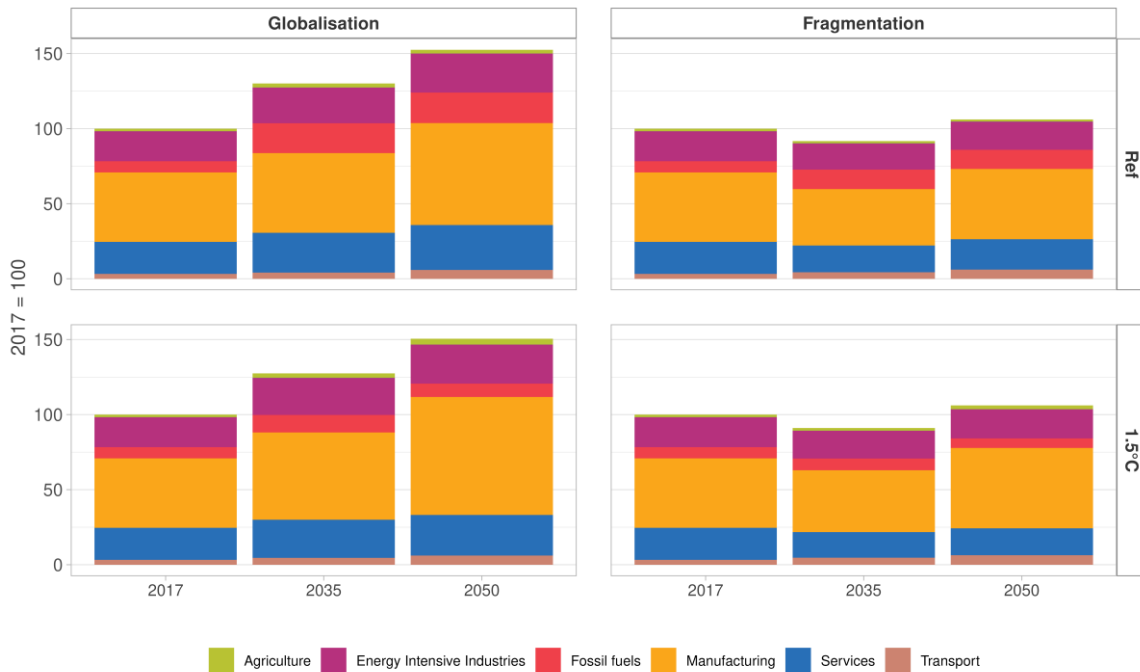 Globalisation Fragmentation
150
100
50
0
Ref
2017 = 100
150
100
50
0
1.5°C
2017 2035 2050 2017 2035 2050
Agriculture Energy Intensive Industries Fossil fuels Manufacturing Services Transport